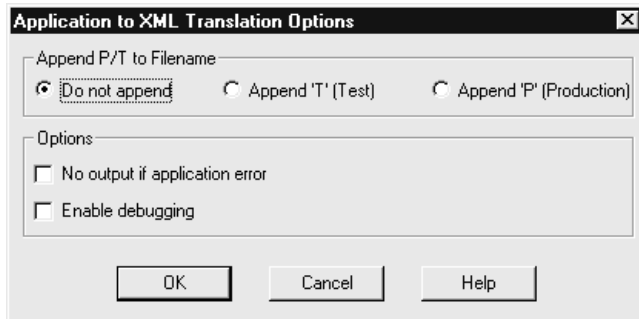 Application to XML Translation Options
Append P/T to Filename
Do not append Append 'T' (Test) Append 'P' (Production)
Options
No output if application error
Enable debugging
OK Cancel Help